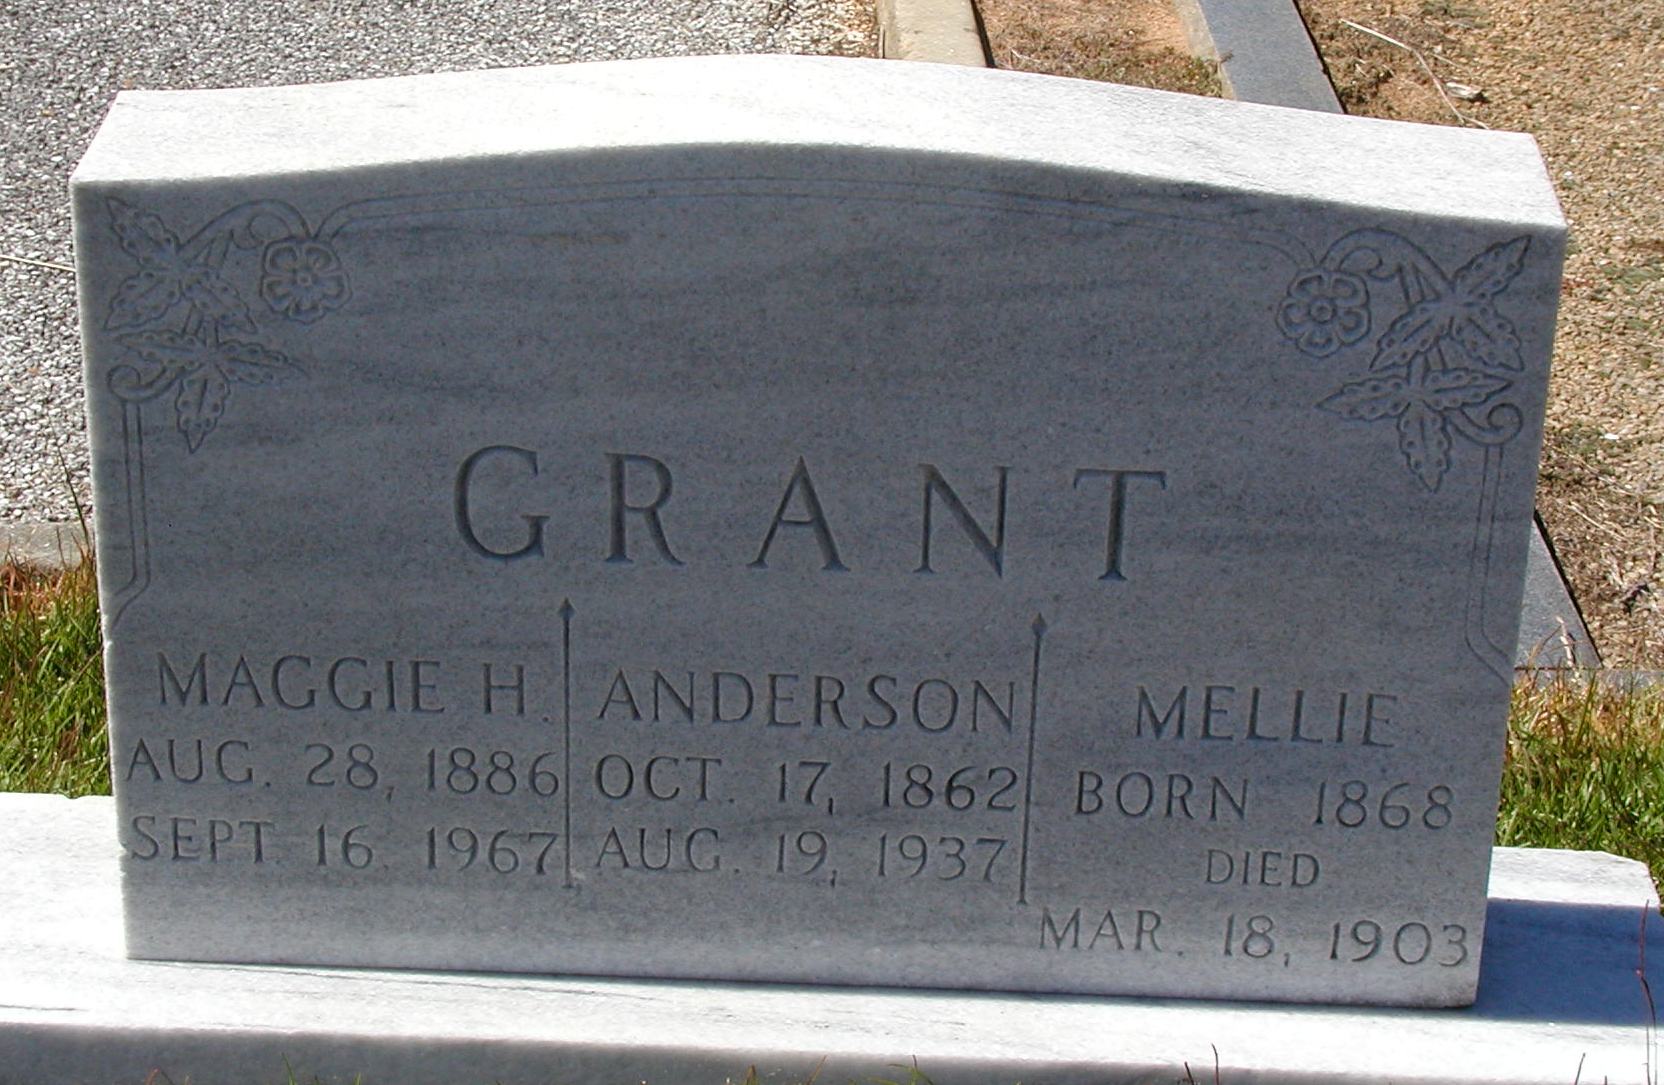 GRANT
MAGGIE H.
AUG. 28, 1886
SEPT. 16. 1967
ANDERSON
OCT. 17, 1862
AUG. 19, 1937
MELLIE
BORN 1868
DIED
MAR. 18, 1903